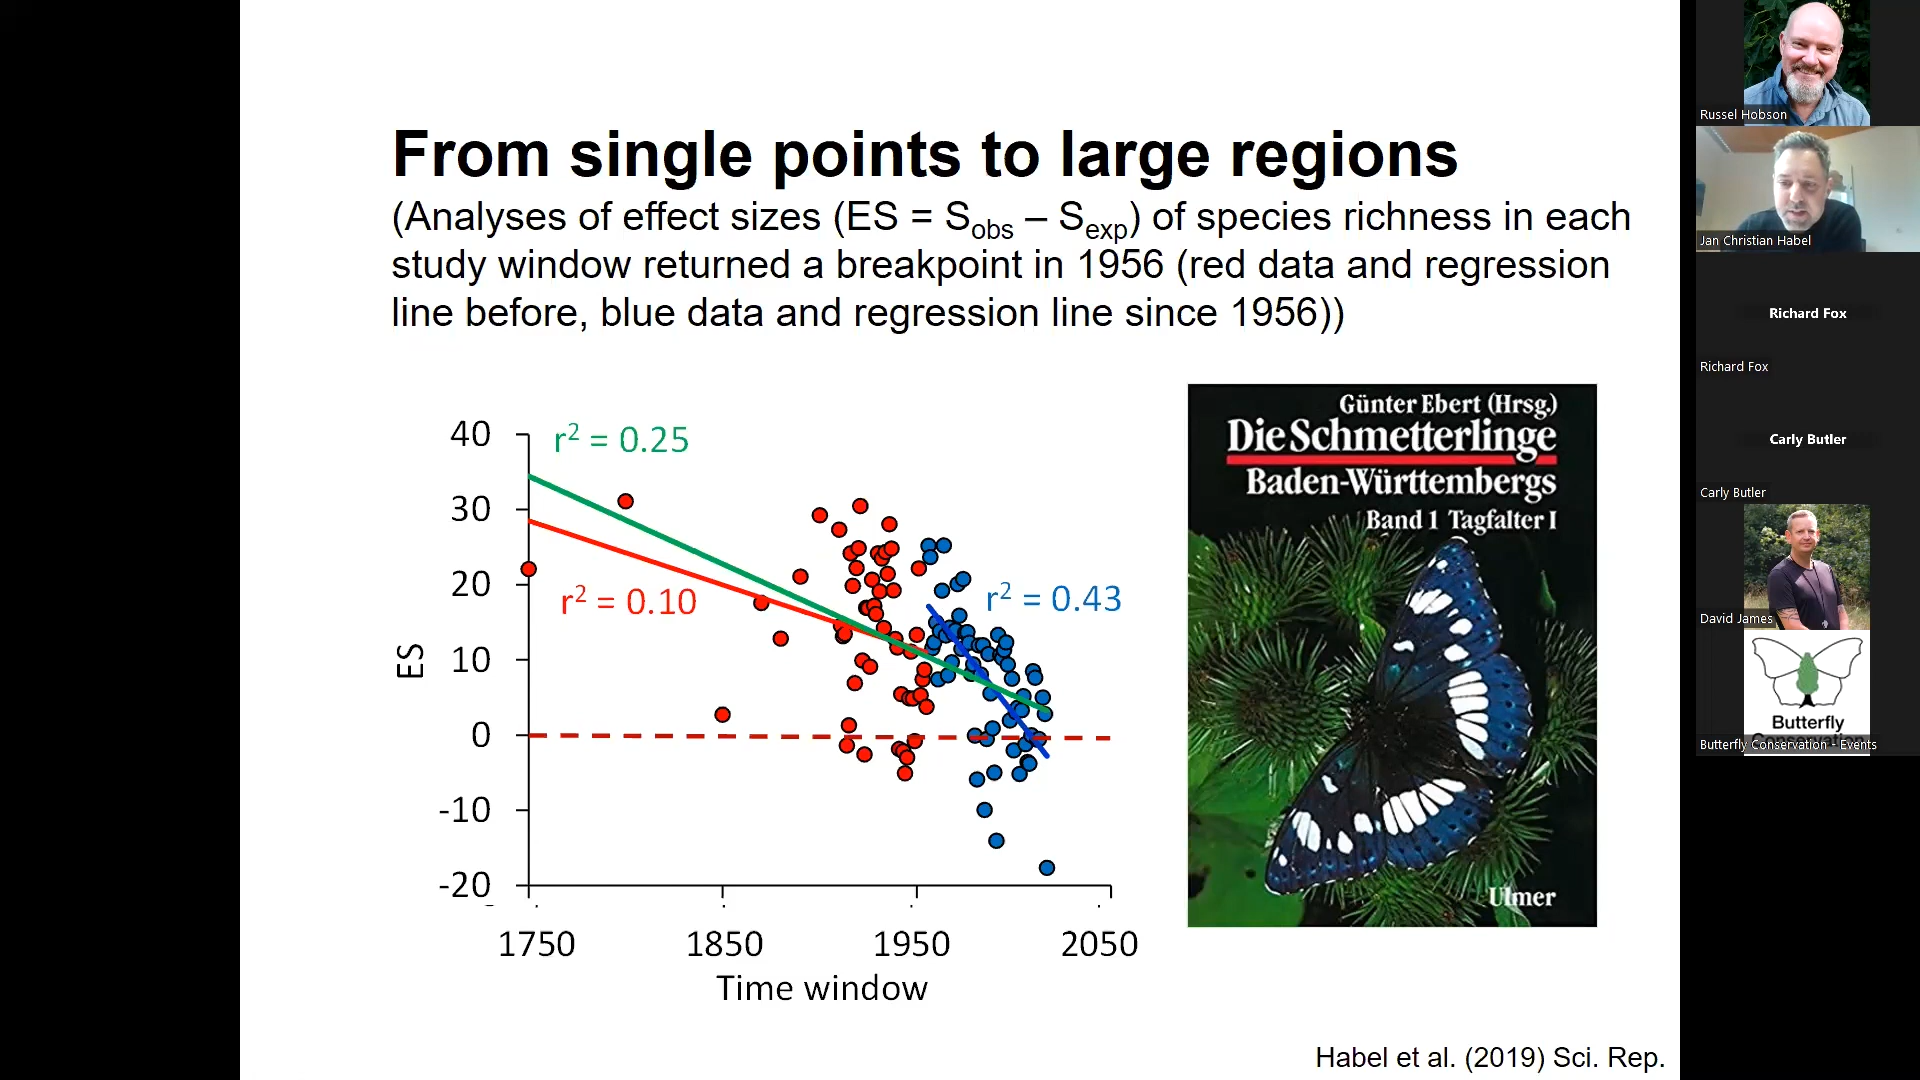 From single points to large regions
(Analyses of effect sizes (ES = Sobs – Sexp) of species richness in each
study window returned a breakpoint in 1956 (red data and regression
line before, blue data and regression line since 1956))
40
30
20
10
0
-10
-20
ES
r² = 0.25
r² = 0.10
r² = 0.43
1750
1850
1950
2050
Time window
Günter Ebert (Hrsg.)
Die Schmetterlinge
Baden-Württembergs
Band 1 Tagfalter I
Ulmer
Habel et al. (2019) Sci. Rep.
Russel Hobson
Jan Christian Habel
Richard Fox
Richard Fox
Carly Butler
Carly Butler
David James
Butterfly
Conservation
Butterfly Conservation - Events